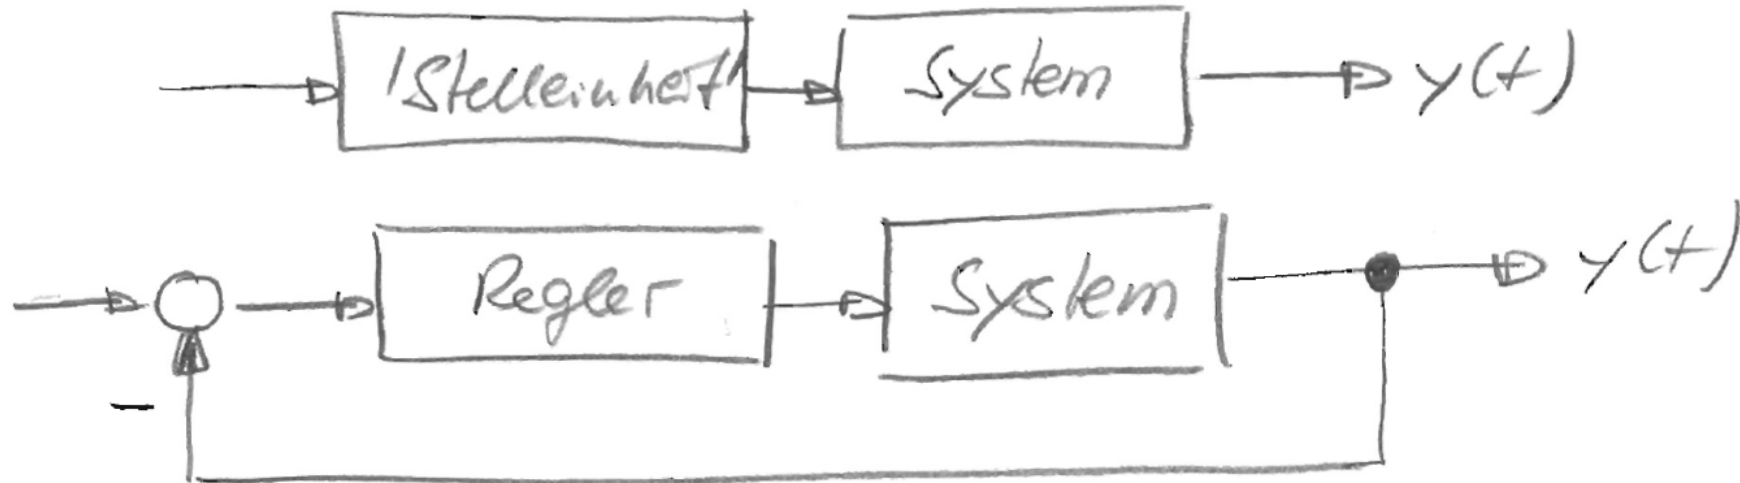 'Stelleinheit' System y(t)
Regler System y(t)
-